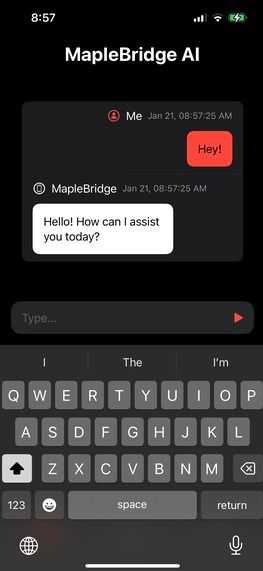 8:57
MapleBridge AI
Me Jan 21, 08:57:25 AM
Hey!
MapleBridge Jan 21, 08:57:25 AM
Hello! How can I assist
you today?
Type...
I The I'm
Q W E R T Y U I O P
A S D F G H J K L
Z X C V B N M
123 space return